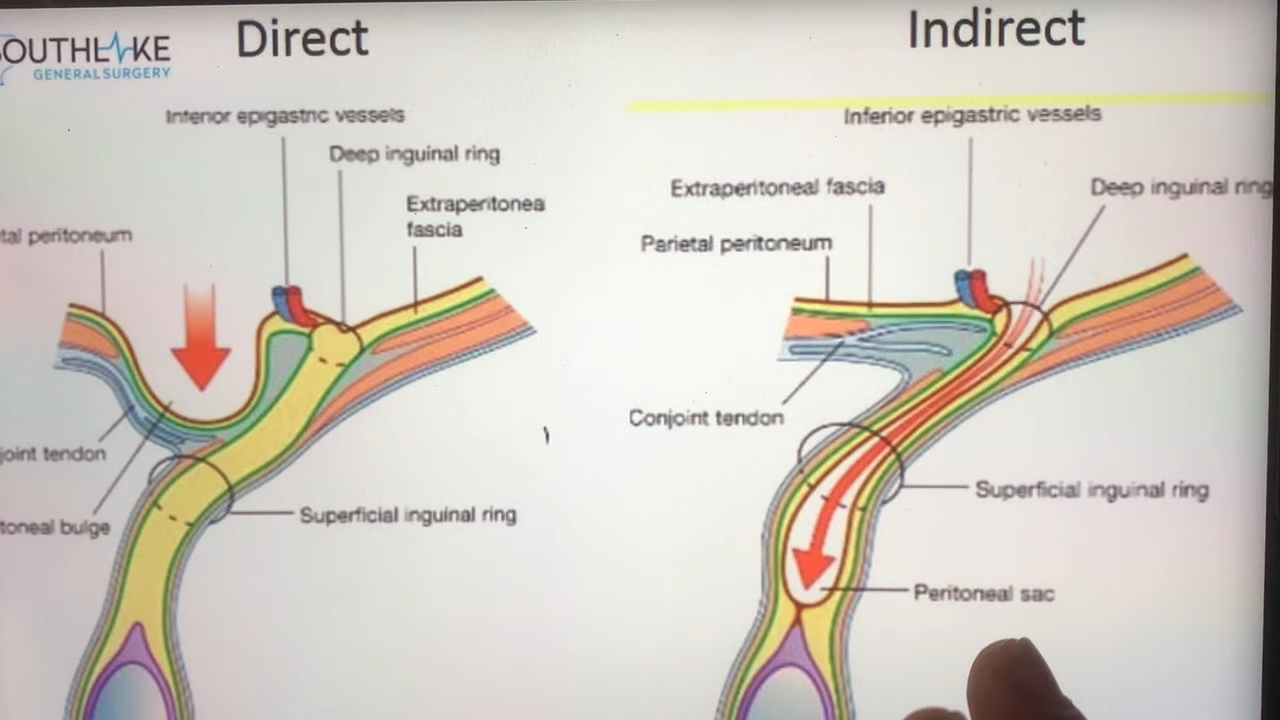 Direct
Indirect
OUTHLAKE
GENERAL SURGERY
Inferior epigastric vessels
Deep inguinal ring
Extraperitonea
fascia
tal peritoneum
joint tendon
toneal bulge
Superficial inguinal ring
Inferior epigastric vessels
Extraperitoneal fascia
Deep inguinal ring
Parietal peritoneum
Conjoint tendon
Superficial inguinal ring
Peritoneal sac